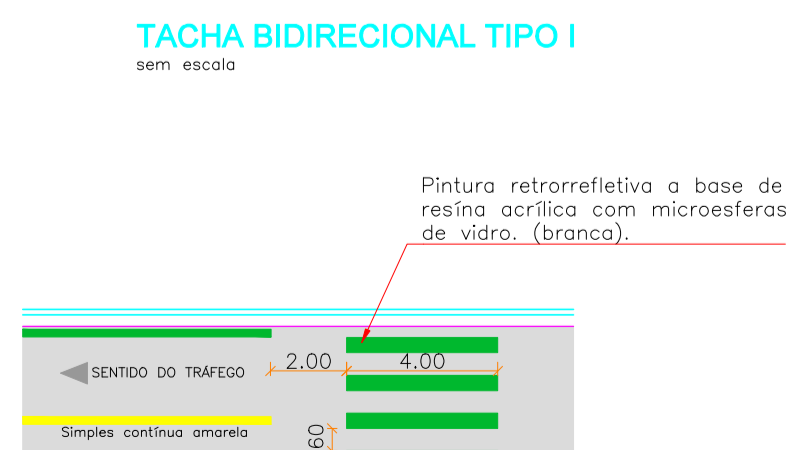 TACHA BIDIRECIONAL TIPO I
sem escala
Pintura retrorrefletiva a base de
resína acrílica com microesferas
de vidro. (branca).
2.00
4.00
SENTIDO DO TRÁFEGO
Simples contínua amarela
60